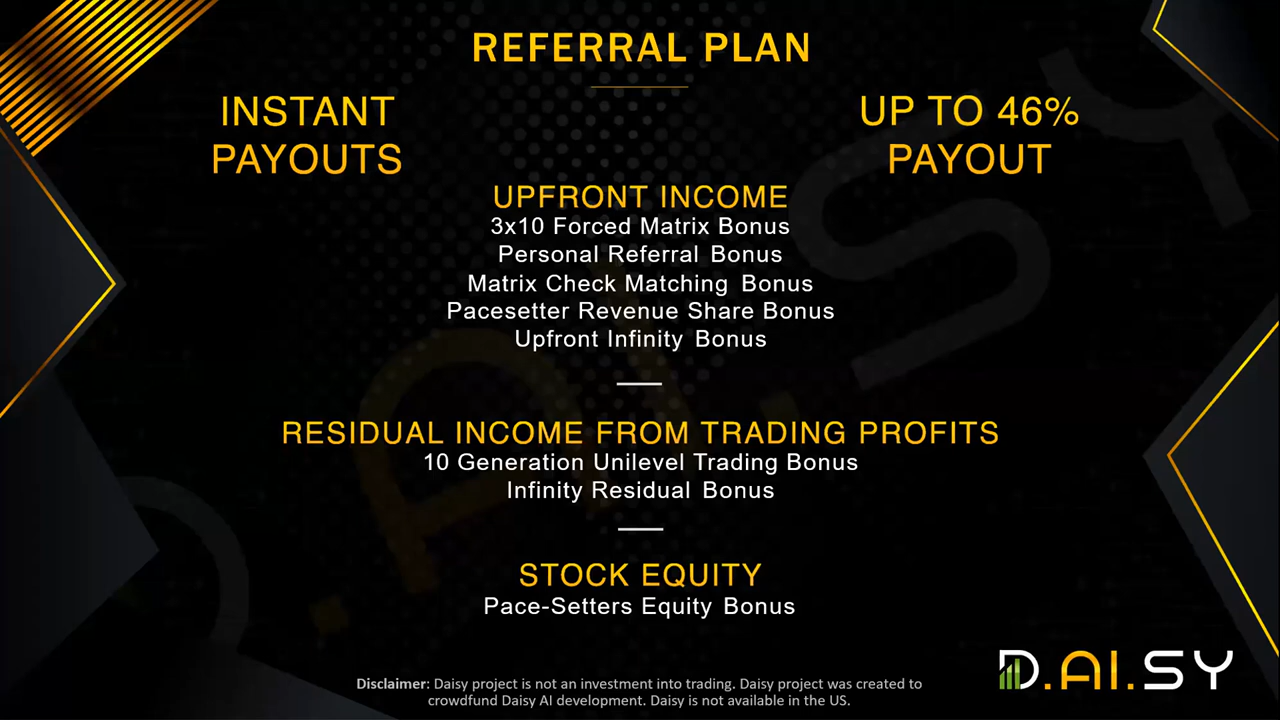 REFERRAL PLAN
INSTANT
PAYOUTS
UP TO 46%
PAYOUT
UPFRONT INCOME
3x10 Forced Matrix Bonus
Personal Referral Bonus
Matrix Check Matching Bonus
Pacesetter Revenue Share Bonus
Upfront Infinity Bonus
RESIDUAL INCOME FROM TRADING PROFITS
10 Generation Unilevel Trading Bonus
Infinity Residual Bonus
STOCK EQUITY
Pace-Setters Equity Bonus
Disclaimer: Daisy project is not an investment into trading. Daisy project was created to
crowdfund Daisy AI development. Daisy is not available in the US.
D.AI.SY
D.AI.SY